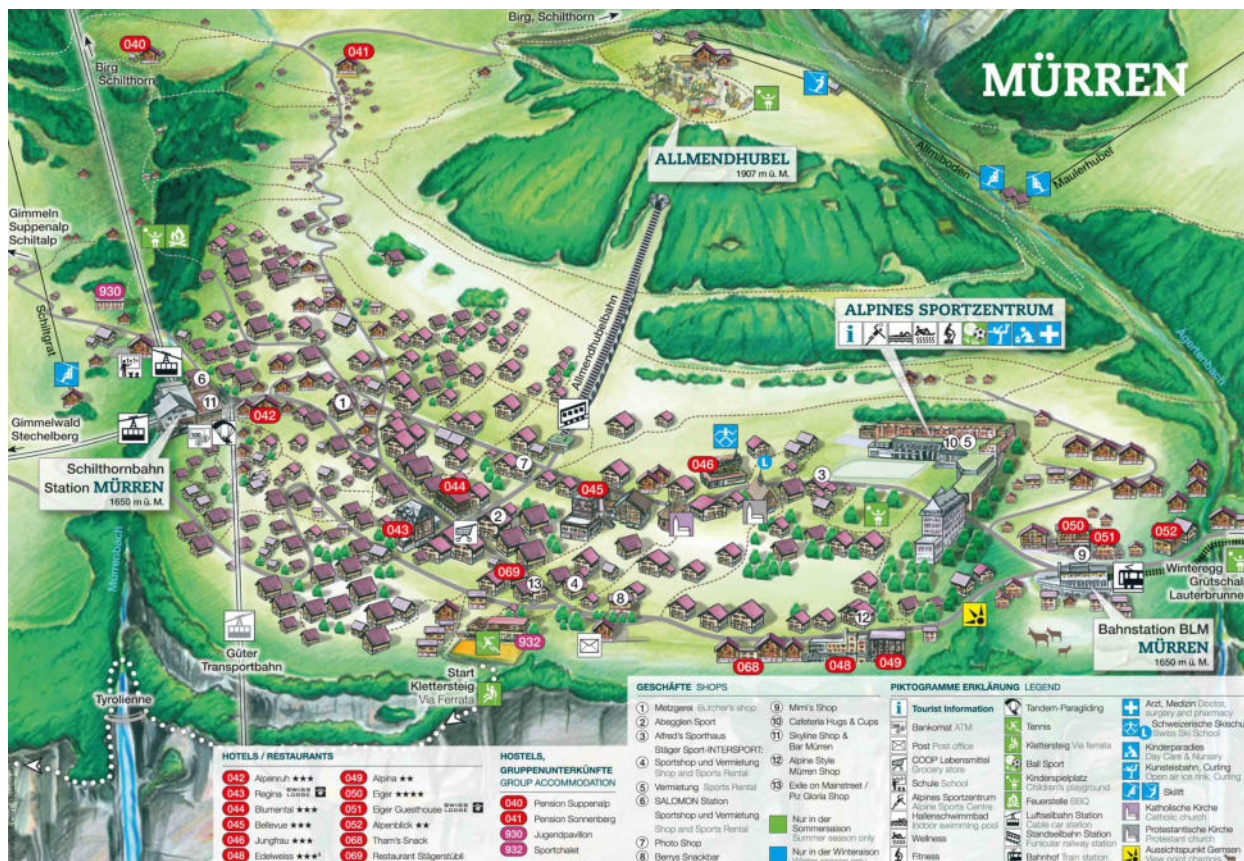 MÜRREN
Birg, Schilthorn
040
041
Birg
Schilthorn
ALLMENDHUBEL
1907 m ü. M.
Allmiboden
Maulerhubel
Gimmeln
Suppenalp
Schiltalp
930
Schiltgrat
Allmendhubelbahn
ALPINES SPORTZENTRUM
Ägertenbach
6
11
042
1
Gimmelwald
Stechelberg
Schilthornbahn
Station MÜRREN
1650 m ü. M.
7
046
L
10
5
3
044
045
2
043
050
051
052
9
069
13
4
8
12
Winteregg
Mürrenbach
Güter
Transportbahn
932
068
048
049
Bahnstation BLM
MÜRREN
1650 m ü. M.
Start
Klettersteig
Via Ferrata
Tyrolienne
HOTELS / RESTAURANTS
042 Alpenruh ★★★
043 Regina SWISS LODGE
044 Blumental ★★★
045 Bellevue ★★★
046 Jungfrau ★★★
048 Edelweiss ★★★
049 Alpina ★★
050 Eiger ★★★★
051 Eiger Guesthouse SWISS LODGE
052 Alpenblick ★★
068 Tham's Snack
069 Restaurant Stägerstübli
HOSTELS,
GRUPPENUNTERKÜNFTE
GROUP ACCOMMODATION
040 Pension Suppenalp
041 Pension Sonnenberg
930 Jugendpavillon
932 Sportchalet
GESCHÄFTE SHOPS
1 Metzgerei Butcher's shop
2 Abegglen Sport
3 Alfred's Sporthaus
Stäger Sport-INTERSPORT:
4 Sportshop und Vermietung
Shop and Sports Rental
5 Vermietung Sports Rental
6 SALOMON Station
Sportshop und Vermietung
Shop and Sports Rental
7 Photo Shop
8 Berrys Snackbar
9 Mimi's Shop
10 Cafeteria Hugs & Cups
11 Skyline Shop &
Bar Mürren
12 Alpine Style
Mürren Shop
13 Exile on Mainstreet /
Piz Gloria Shop
Nur in der
Sommersaison
Summer season only
Nur in der Winteraison
PIKTOGRAMME ERKLÄRUNG LEGEND
Tourist Information
Bankomat ATM
Post Post office
COOP Lebensmittel
Grocery store
Schule School
Alpines Sportzentrum
Alpine Sports Centre
Hallenschwimmbad
Indoor swimming pool
Wellness
Fitness
Tandem-Paragliding
Tennis
Klettersteig Via ferrata
Ball Sport
Kinderspielplatz
Children's playground
Feuerstelle BBQ
Luftseilbahn Station
Cable car station
Standseilbahn Station
Funicular railway station
Bahnhof Train station
Arzt, Medizin Doctor,
surgery and pharmacy
Schweizerische Skischule
Swiss Ski School
Kinderparadies
Day Care & Nursery
Kunsteisbahn, Curling
Open air ice rink, Curling
Skilift
Katholische Kirche
Catholic church
Protestantische Kirche
Protestant church
Aussichtspunkt Gemsen